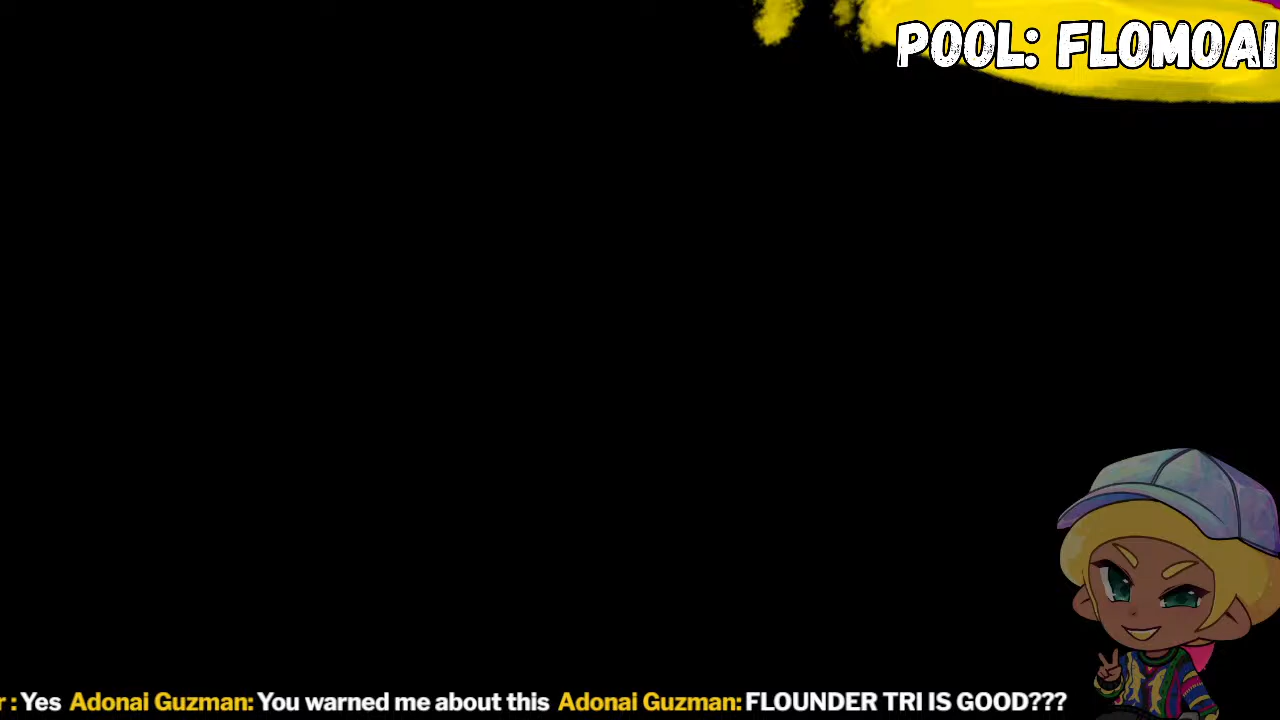 POOL: FLOMOAI
r : Yes Adonai Guzman: You warned me about this Adonai Guzman: FLOUNDER TRI IS GOOD???